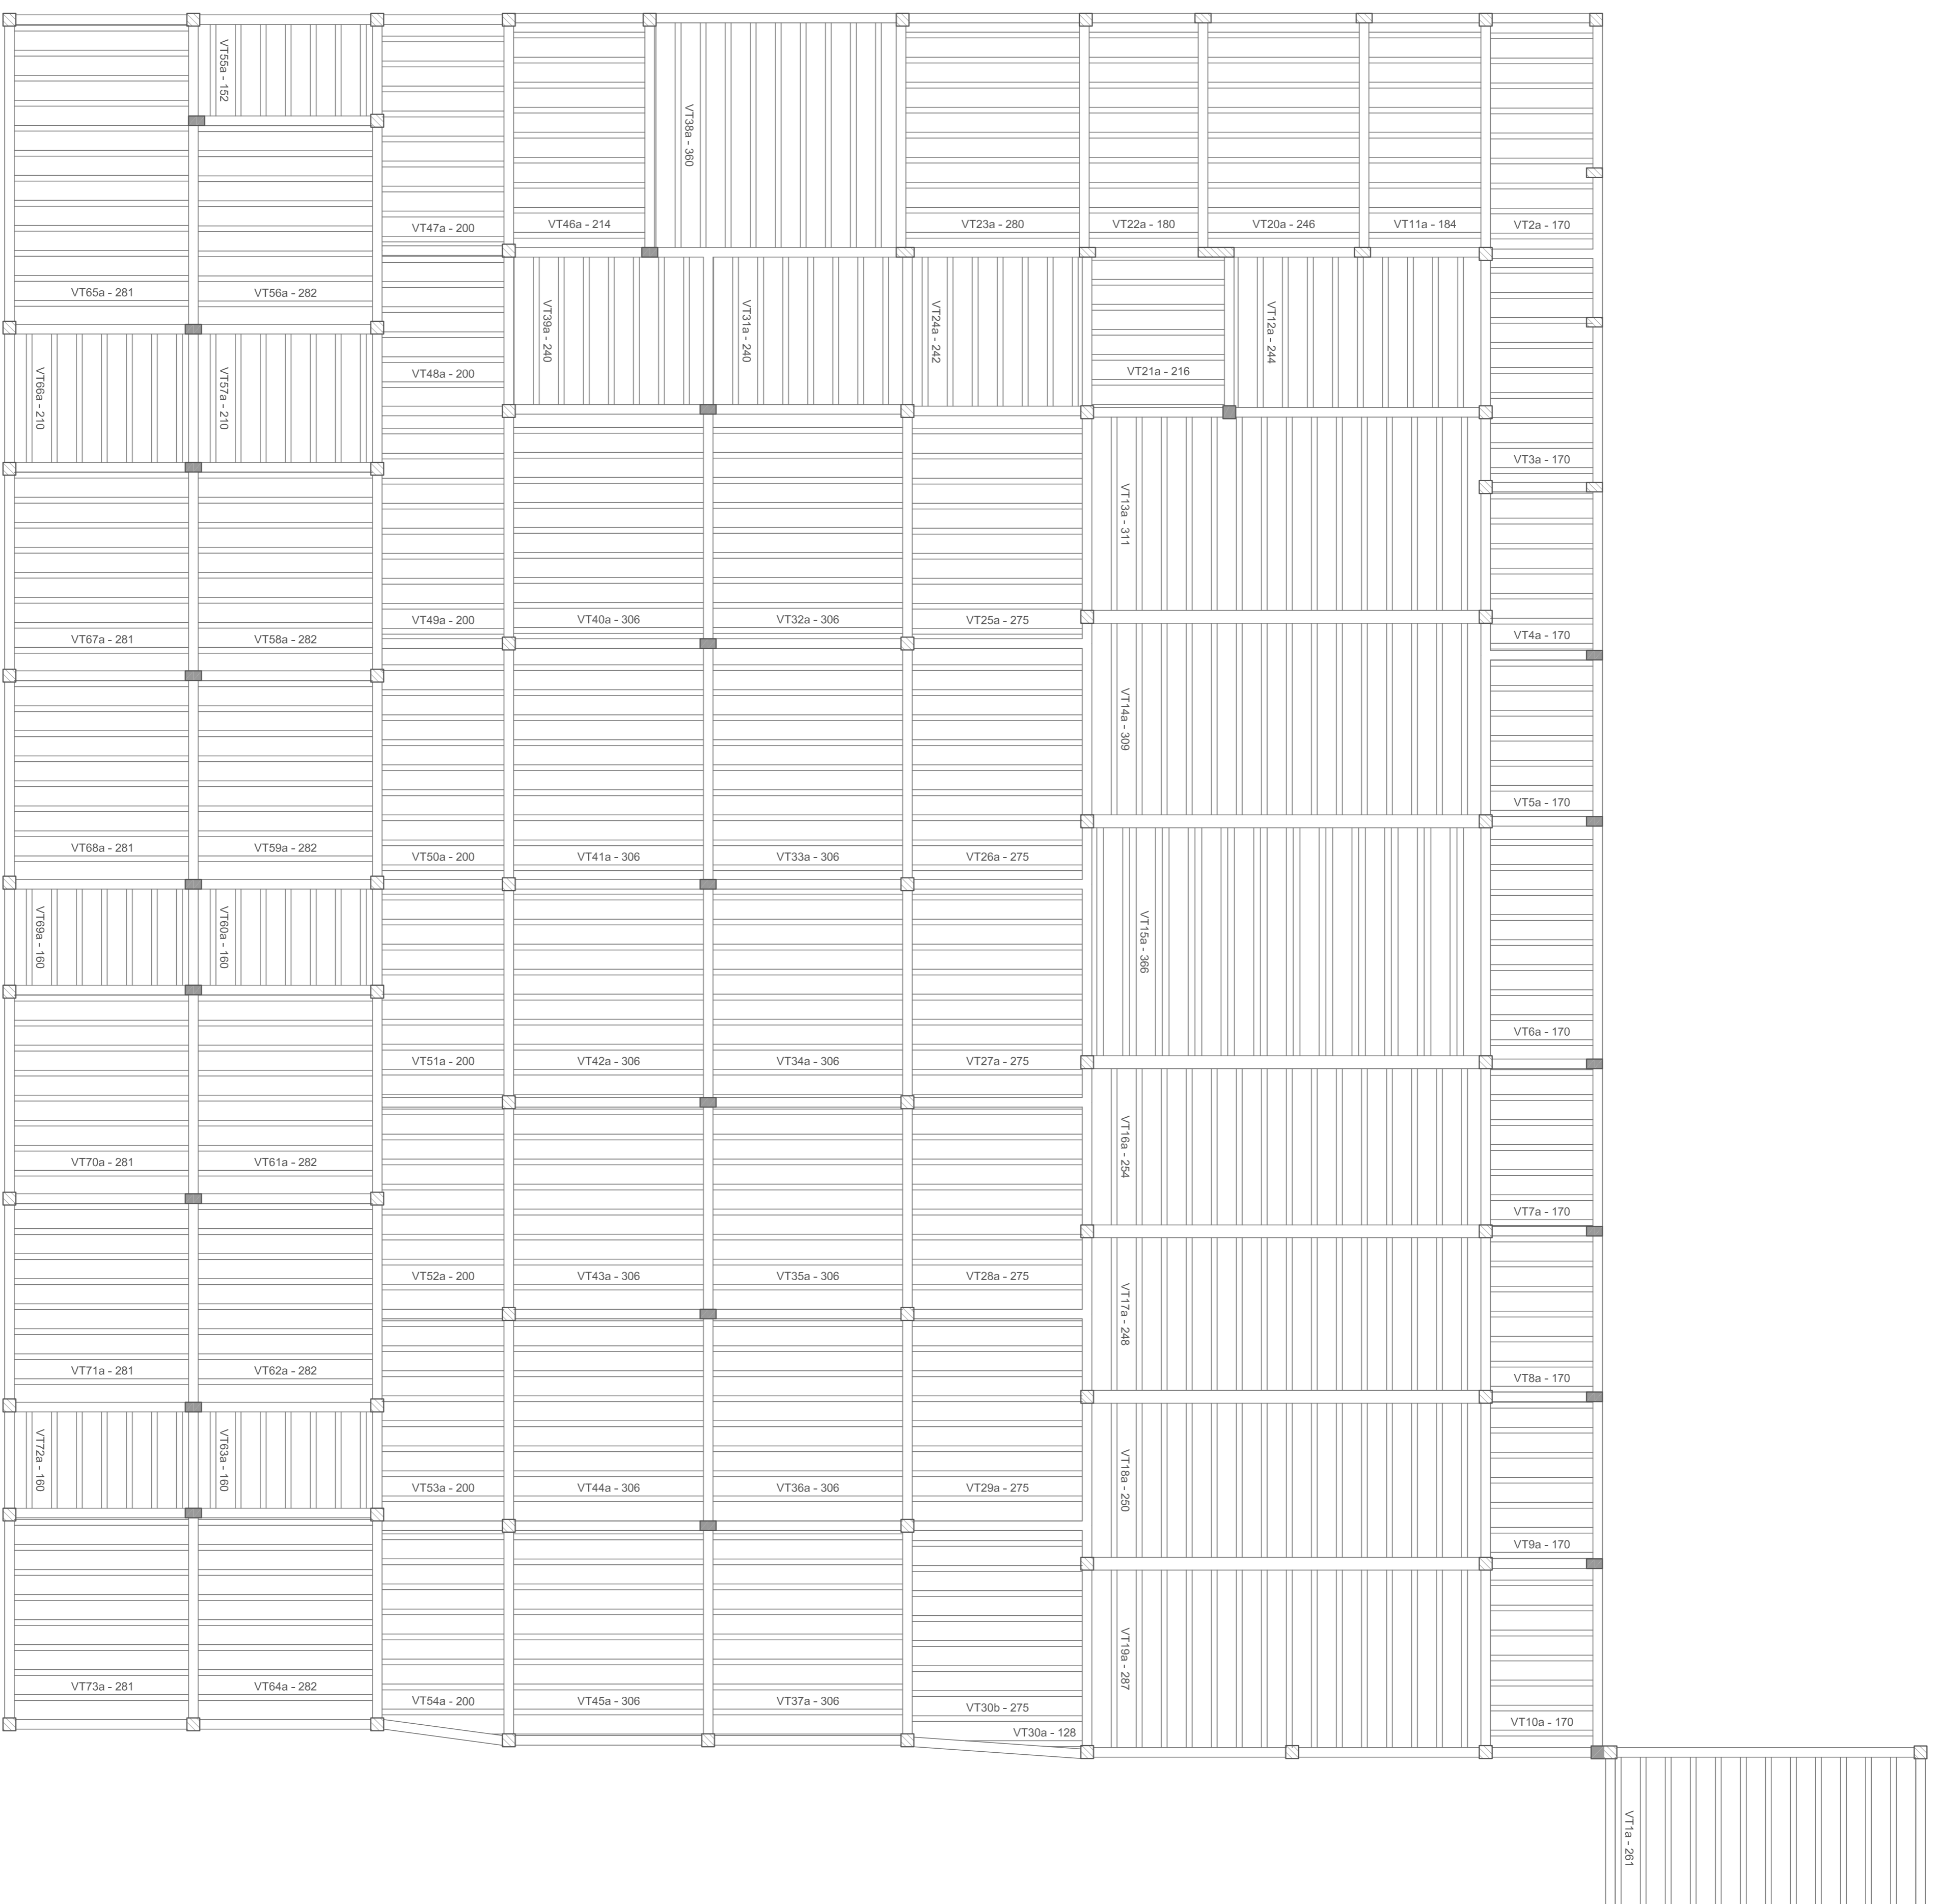 VT55a - 152
VT38a - 360
VT47a - 200
VT46a - 214
VT23a - 280
VT22a - 180
VT20a - 246
VT11a - 184
VT2a - 170
VT65a - 281
VT56a - 282
VT39a - 240
VT31a - 240
VT24a - 242
VT12a - 244
VT48a - 200
VT21a - 216
VT66a - 210
VT57a - 210
VT3a - 170
VT13a - 311
VT49a - 200
VT40a - 306
VT32a - 306
VT25a - 275
VT67a - 281
VT58a - 282
VT4a - 170
VT14a - 309
VT5a - 170
VT68a - 281
VT59a - 282
VT50a - 200
VT41a - 306
VT33a - 306
VT26a - 275
VT69a - 160
VT60a - 160
VT15a - 366
VT6a - 170
VT51a - 200
VT42a - 306
VT34a - 306
VT27a - 275
VT16a - 254
VT70a - 281
VT61a - 282
VT7a - 170
VT52a - 200
VT43a - 306
VT35a - 306
VT28a - 275
VT17a - 248
VT71a - 281
VT62a - 282
VT8a - 170
VT72a - 160
VT63a - 160
VT53a - 200
VT44a - 306
VT36a - 306
VT29a - 275
VT18a - 250
VT9a - 170
VT19a - 287
VT73a - 281
VT64a - 282
VT54a - 200
VT45a - 306
VT37a - 306
VT30b - 275
VT10a - 170
VT30a - 128
VT1a - 261